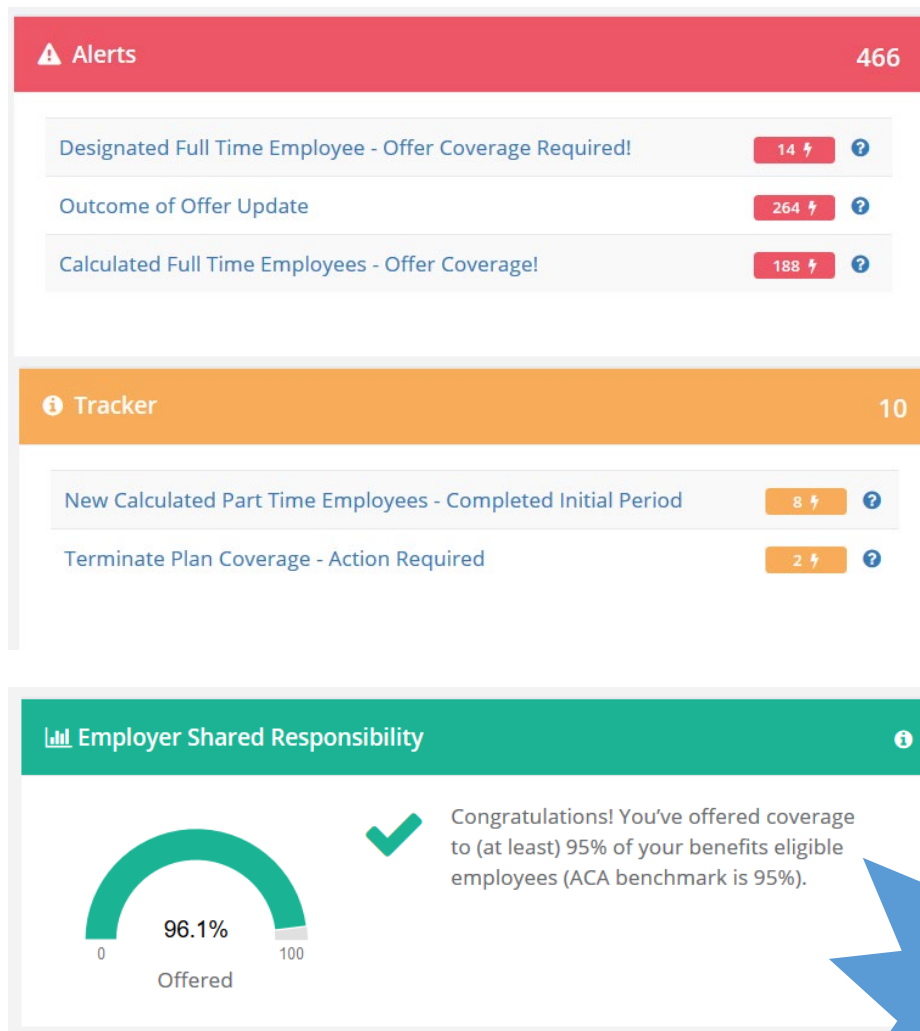 Alerts 466
Designated Full Time Employee - Offer Coverage Required! 14
Outcome of Offer Update 264
Calculated Full Time Employees - Offer Coverage! 188
Tracker 10
New Calculated Part Time Employees - Completed Initial Period 8
Terminate Plan Coverage - Action Required 2
Employer Shared Responsibility
Congratulations! You've offered coverage
to (at least) 95% of your benefits eligible
employees (ACA benchmark is 95%).
96.1%
0 100
Offered